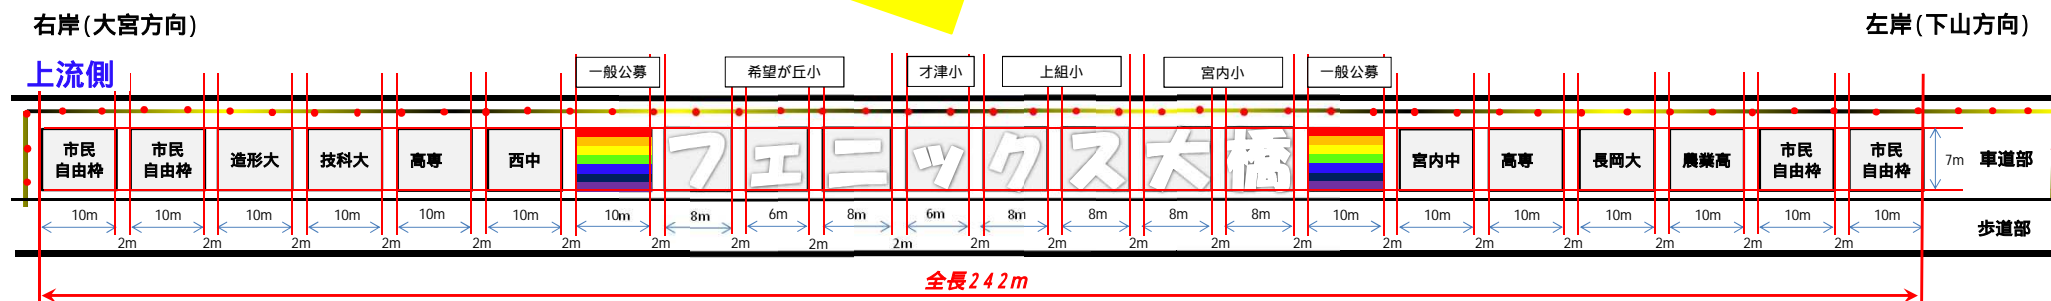 右岸(大宮方向)
左岸(下山方向)
上流側
一般公募
希望が丘小
才津小
上組小
宮内小
一般公募
市民
自由枠
市民
自由枠
造形大
技科大
高専
西中
フェニックス大橋
宮内中
高専
長岡大
農業高
市民
自由枠
市民
自由枠
7m
車道部
10m 10m 10m 10m 10m 10m 10m 8m 6m 8m 6m 8m 8m 8m 8m 10m 10m 10m 10m 10m 10m 10m
歩道部
2m 2m 2m 2m 2m 2m 2m 2m 2m 2m 2m 2m 2m 2m 2m 2m 2m 2m 2m 2m 2m
全長242m